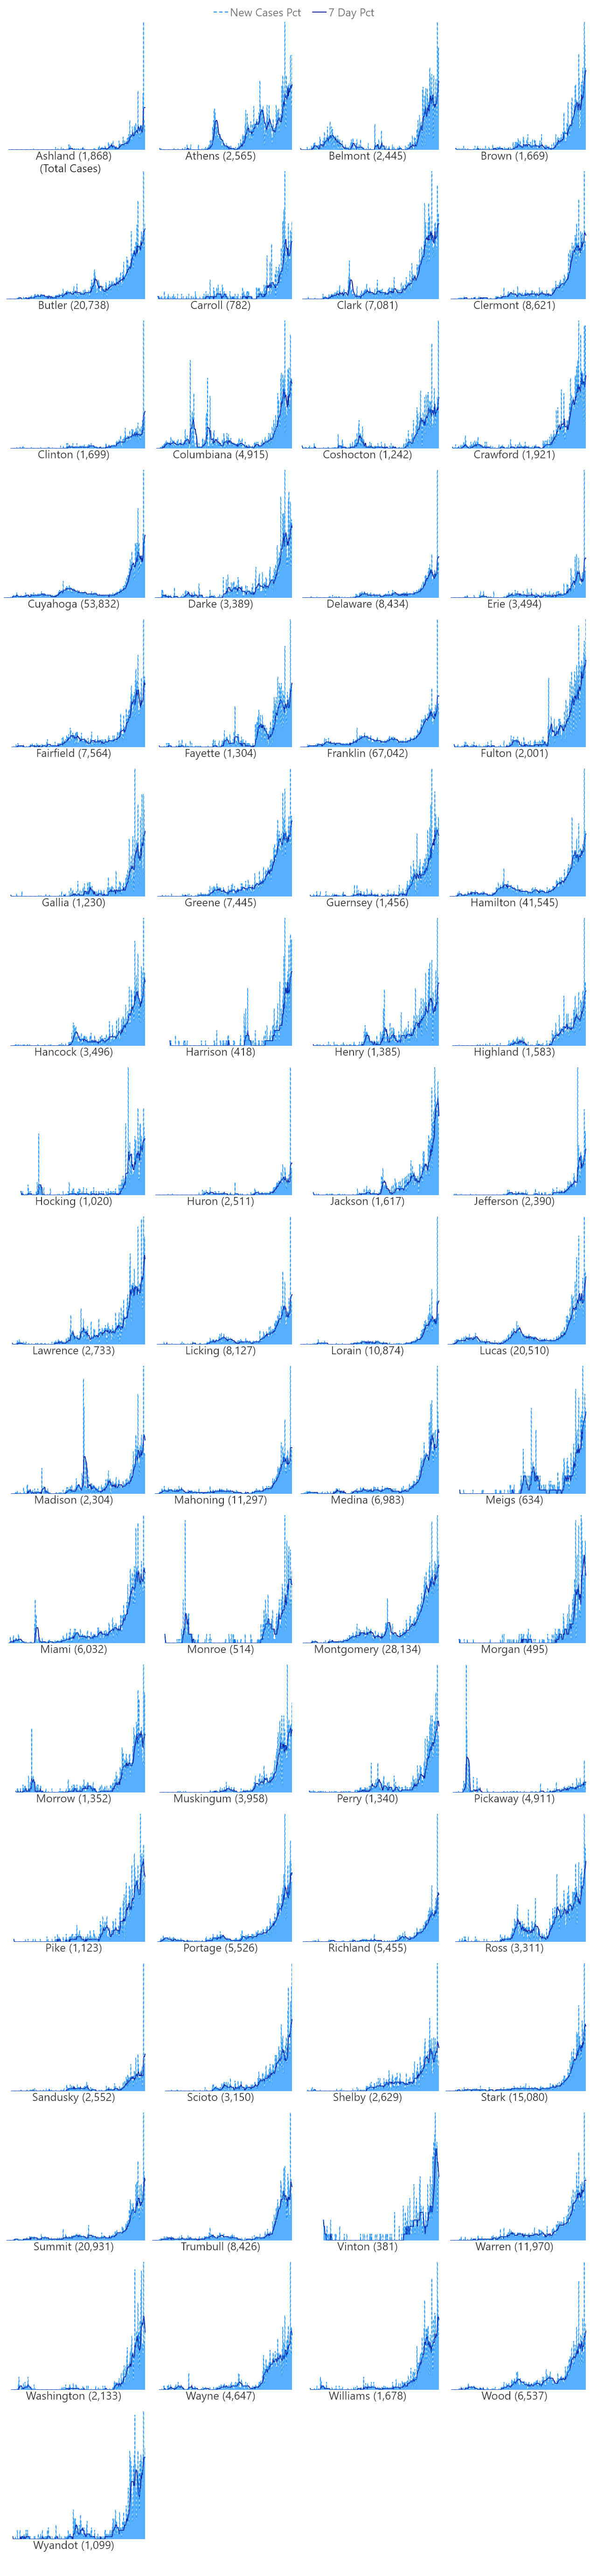 New Cases Pct 7 Day Pct
Ashland (1,868) Athens (2,565) Belmont (2,445) Brown (1,669)
(Total Cases)
Butler (20,738) Carroll (782) Clark (7,081) Clermont (8,621)
Clinton (1,699) Columbiana (4,915) Coshocton (1,242) Crawford (1,921)
Cuyahoga (53,832) Darke (3,389) Delaware (8,434) Erie (3,494)
Fairfield (7,564) Fayette (1,304) Franklin (67,042) Fulton (2,001)
Gallia (1,230) Greene (7,445) Guernsey (1,456) Hamilton (41,545)
Hancock (3,496) Harrison (418) Henry (1,385) Highland (1,583)
Hocking (1,020) Huron (2,511) Jackson (1,617) Jefferson (2,390)
Lawrence (2,733) Licking (8,127) Lorain (10,874) Lucas (20,510)
Madison (2,304) Mahoning (11,297) Medina (6,983) Meigs (634)
Miami (6,032) Monroe (514) Montgomery (28,134) Morgan (495)
Morrow (1,352) Muskingum (3,958) Perry (1,340) Pickaway (4,911)
Pike (1,123) Portage (5,526) Richland (5,455) Ross (3,311)
Sandusky (2,552) Scioto (3,150) Shelby (2,629) Stark (15,080)
Summit (20,931) Trumbull (8,426) Vinton (381) Warren (11,970)
Washington (2,133) Wayne (4,647) Williams (1,678) Wood (6,537)
Wyandot (1,099)